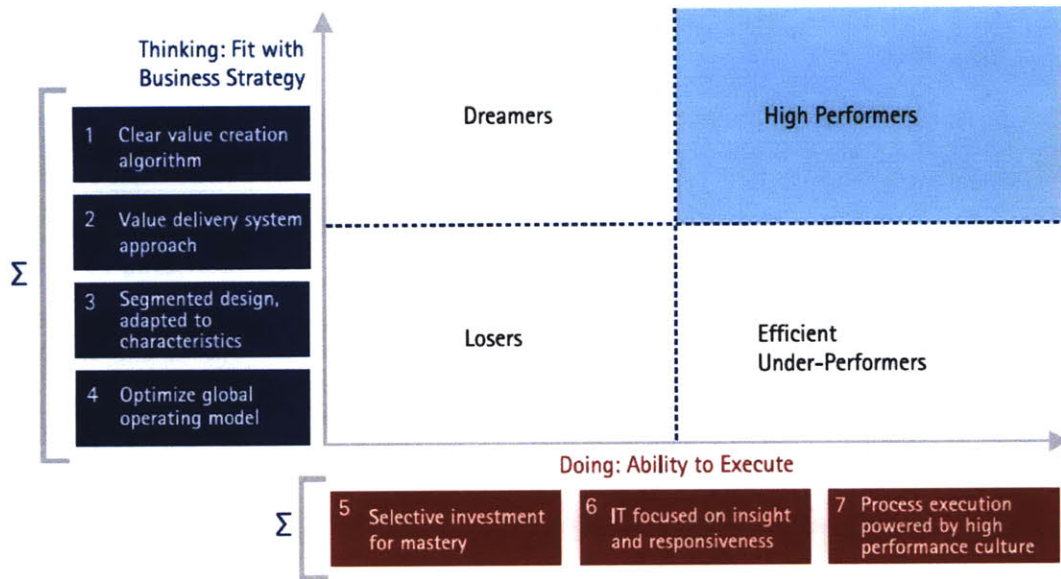 Thinking: Fit with
Business Strategy
Σ
1 Clear value creation
algorithm
2 Value delivery system
approach
3 Segmented design,
adapted to
characteristics
4 Optimize global
operating model
Dreamers
High Performers
Losers
Efficient
Under-Performers
Doing: Ability to Execute
Σ
5 Selective investment
for mastery
6 IT focused on insight
and responsiveness
7 Process execution
powered by high
performance culture